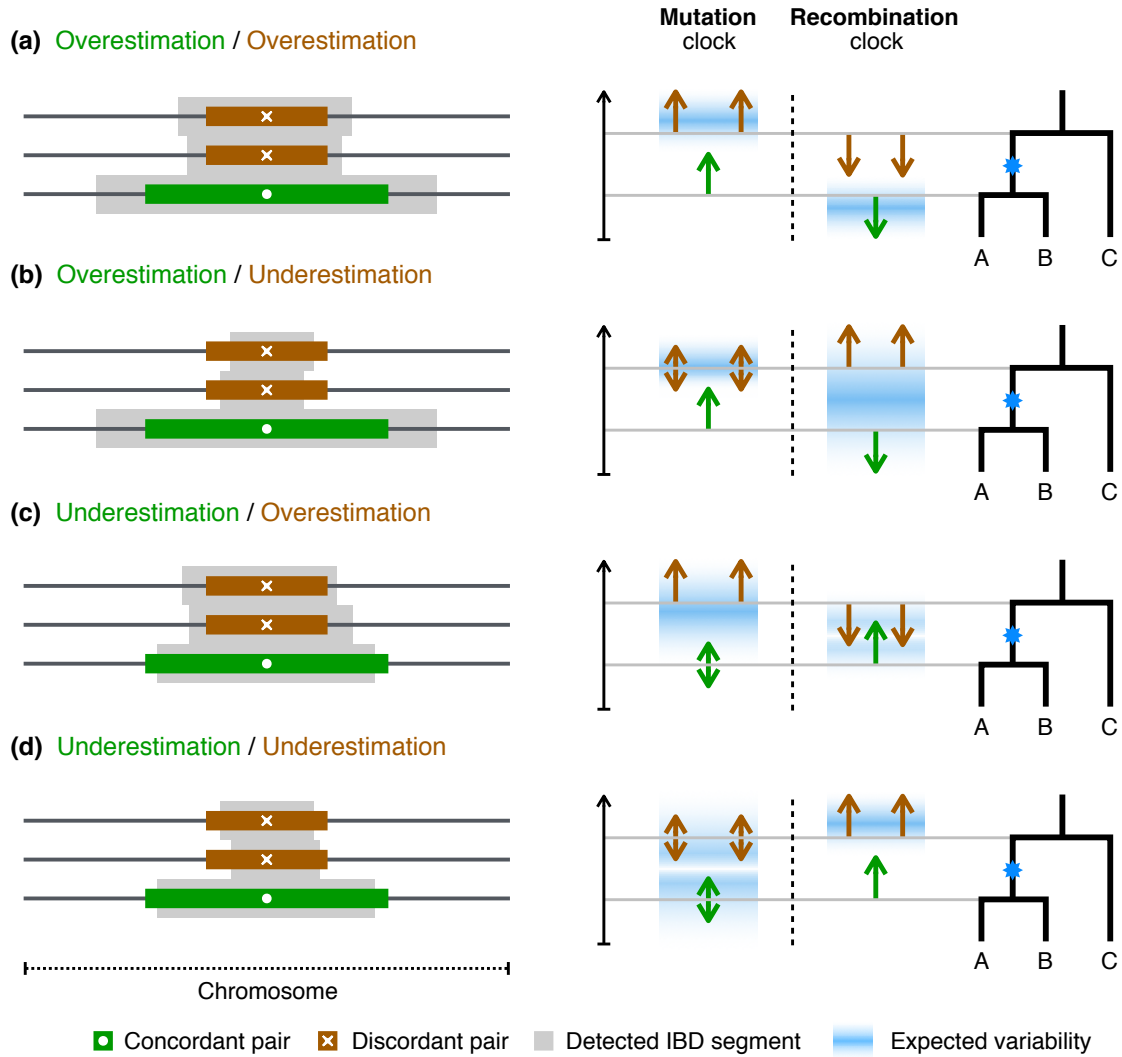 Mutation clock
Recombination clock
(a) Overestimation / Overestimation
A B C
(b) Overestimation / Underestimation
A B C
(c) Underestimation / Overestimation
A B C
(d) Underestimation / Underestimation
A B C
Chromosome
Concordant pair Discordant pair Detected IBD segment Expected variability